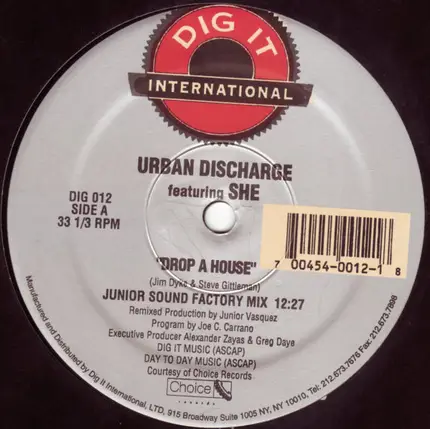 DIG IT
INTERNATIONAL
URBAN DISCHARGE
featuring SHE
DIG 012
SIDE A
33 1/3 RPM
7 00454-0012-1 8
"DROP A HOUSE"
(Jim Dyke & Steve Gittleman)
JUNIOR SOUND FACTORY MIX 12:27
Remixed Production by Junior Vasquez
Program by Joe C. Carrano
Executive Producer Alexander Zayas & Greg Daye
DIG IT MUSIC (ASCAP)
DAY TO DAY MUSIC (ASCAP)
Courtesy of Choice Records
Choice
records
Manufactured and Distributed by Dig It International, LTD, 915 Broadway Suite 1005 NY, NY 10010, Tel: 212.673.7676 Fax: 212.673.7898